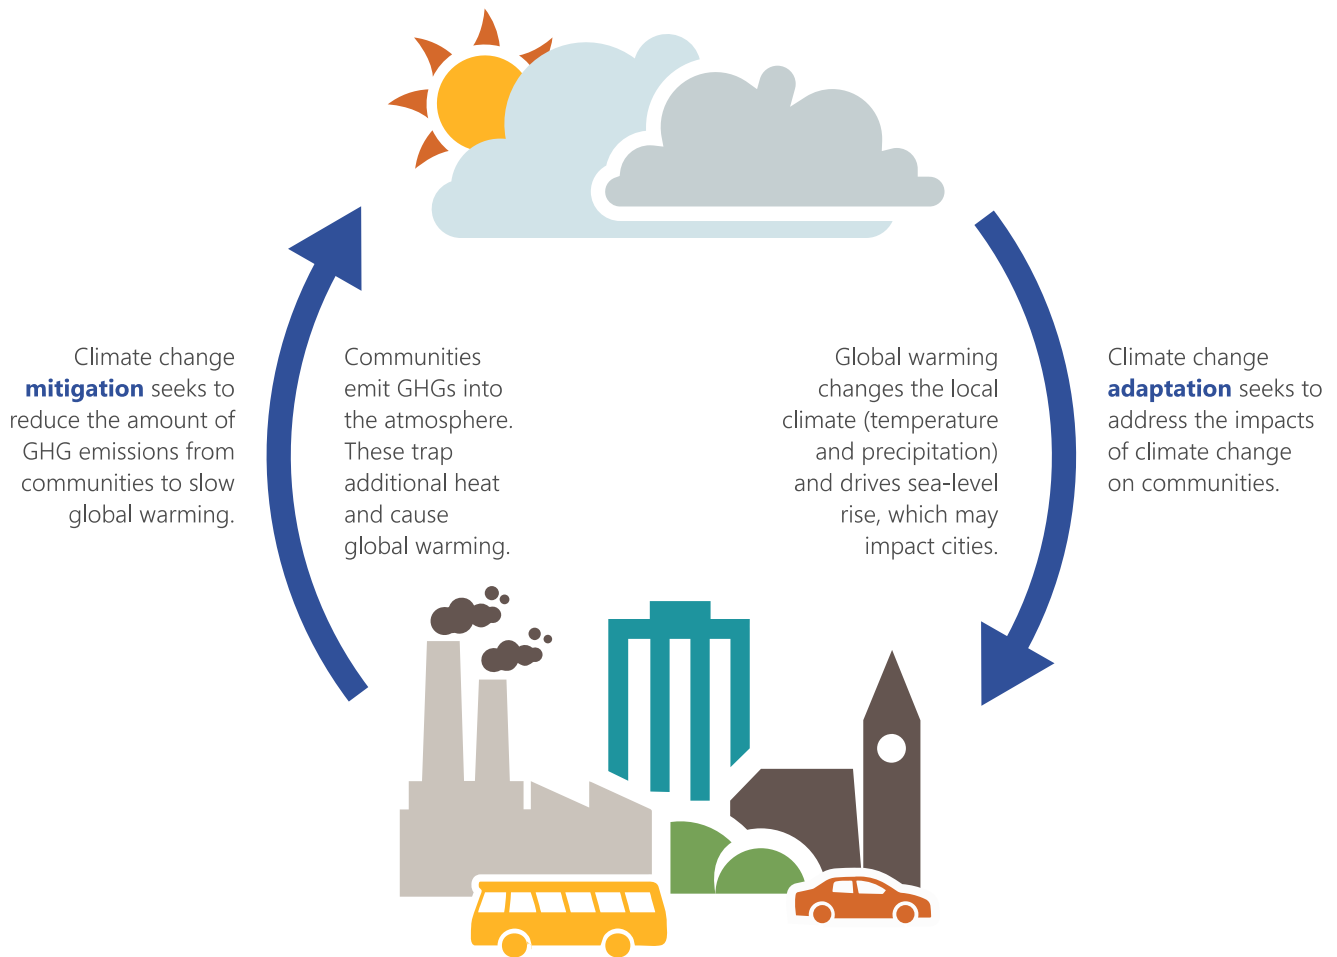 Climate change
mitigation seeks to
reduce the amount of
GHG emissions from
communities to slow
global warming.
Communities
emit GHGs into
the atmosphere.
These trap
additional heat
and cause
global warming.
Global warming
changes the local
climate (temperature
and precipitation)
and drives sea-level
rise, which may
impact cities.
Climate change
adaptation seeks to
address the impacts
of climate change
on communities.